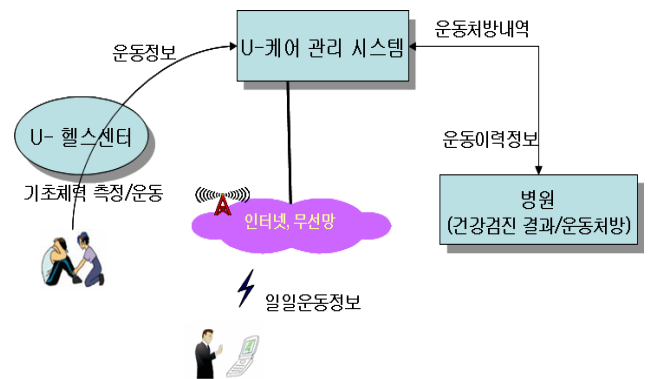 U-케어 관리 시스템
운동처방내역
운동정보
U- 헬스센터
운동이력정보
기초체력 측정/운동
병원
(건강검진 결과/운동처방)
인터넷, 무선망
일일운동정보